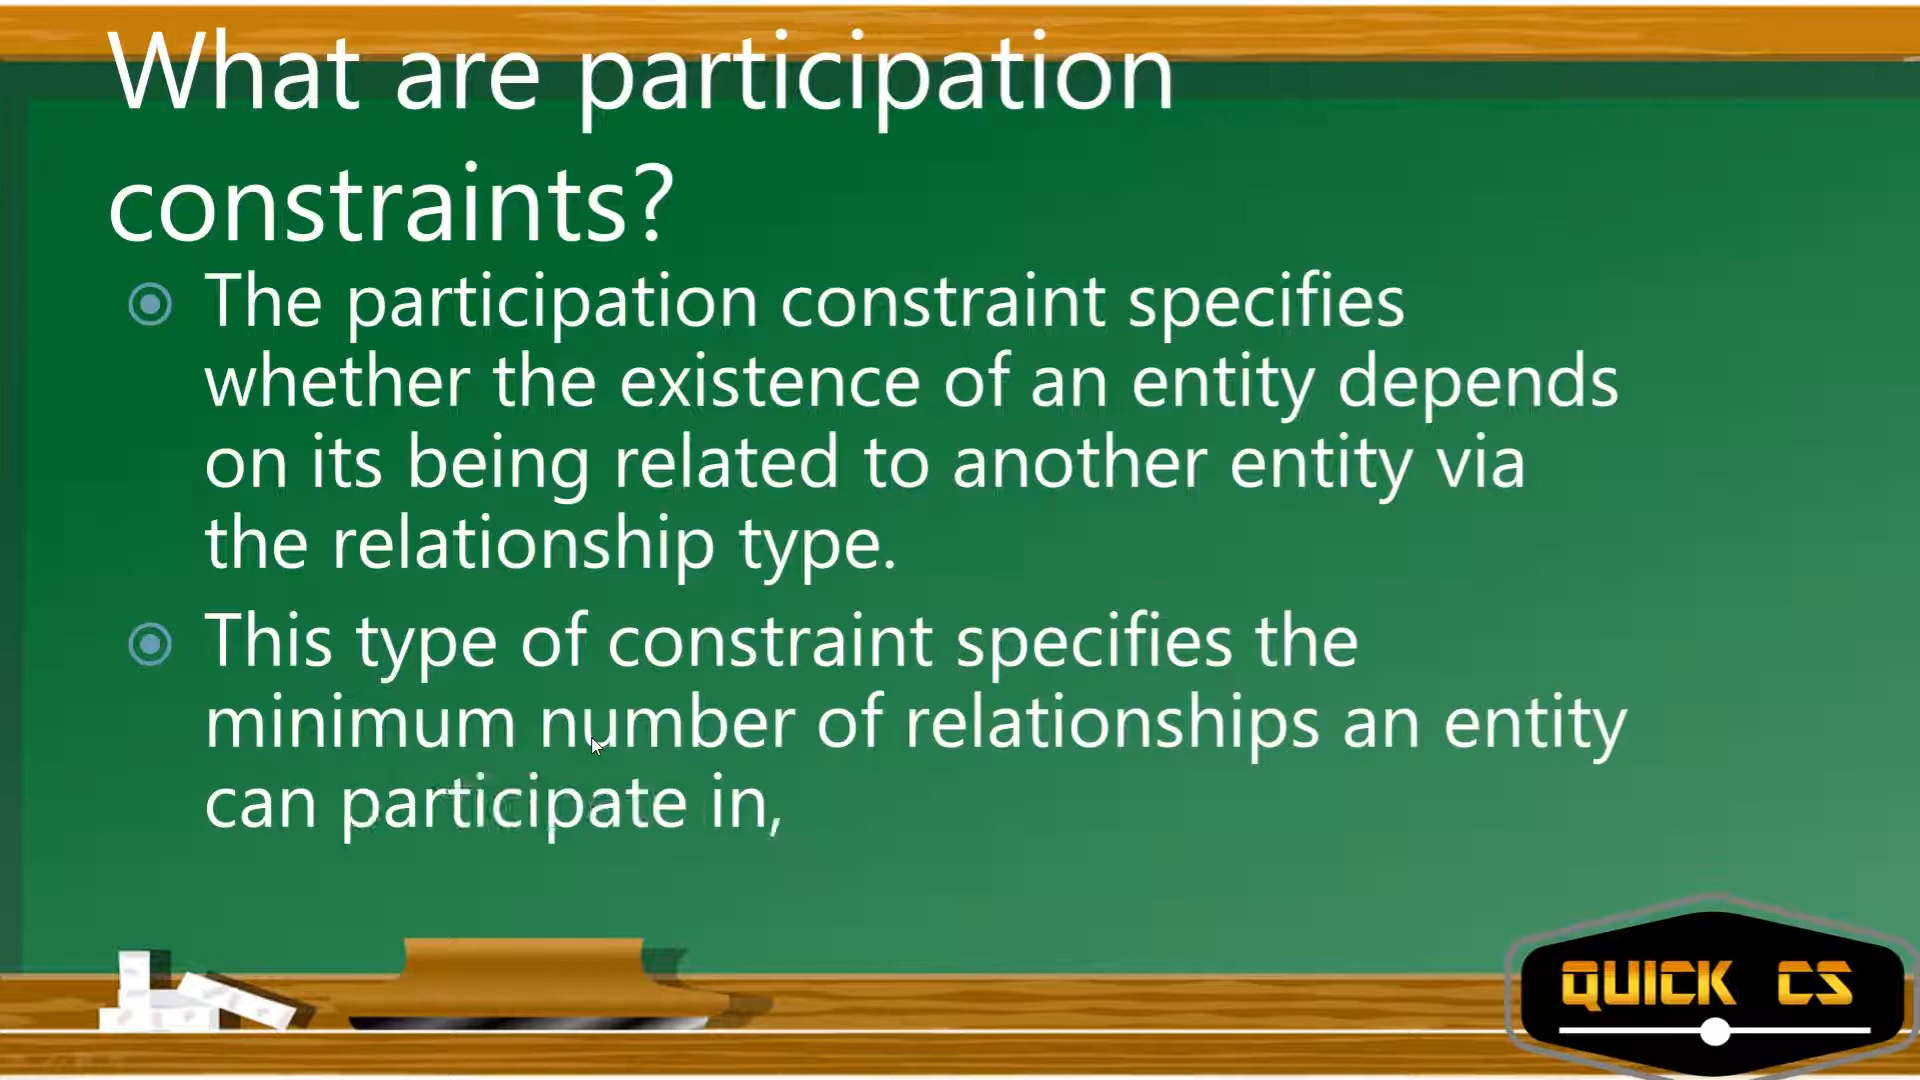 What are participation
constraints?
The participation constraint specifies
whether the existence of an entity depends
on its being related to another entity via
the relationship type.
This type of constraint specifies the
minimum number of relationships an entity
can participate in,
QUICK CS